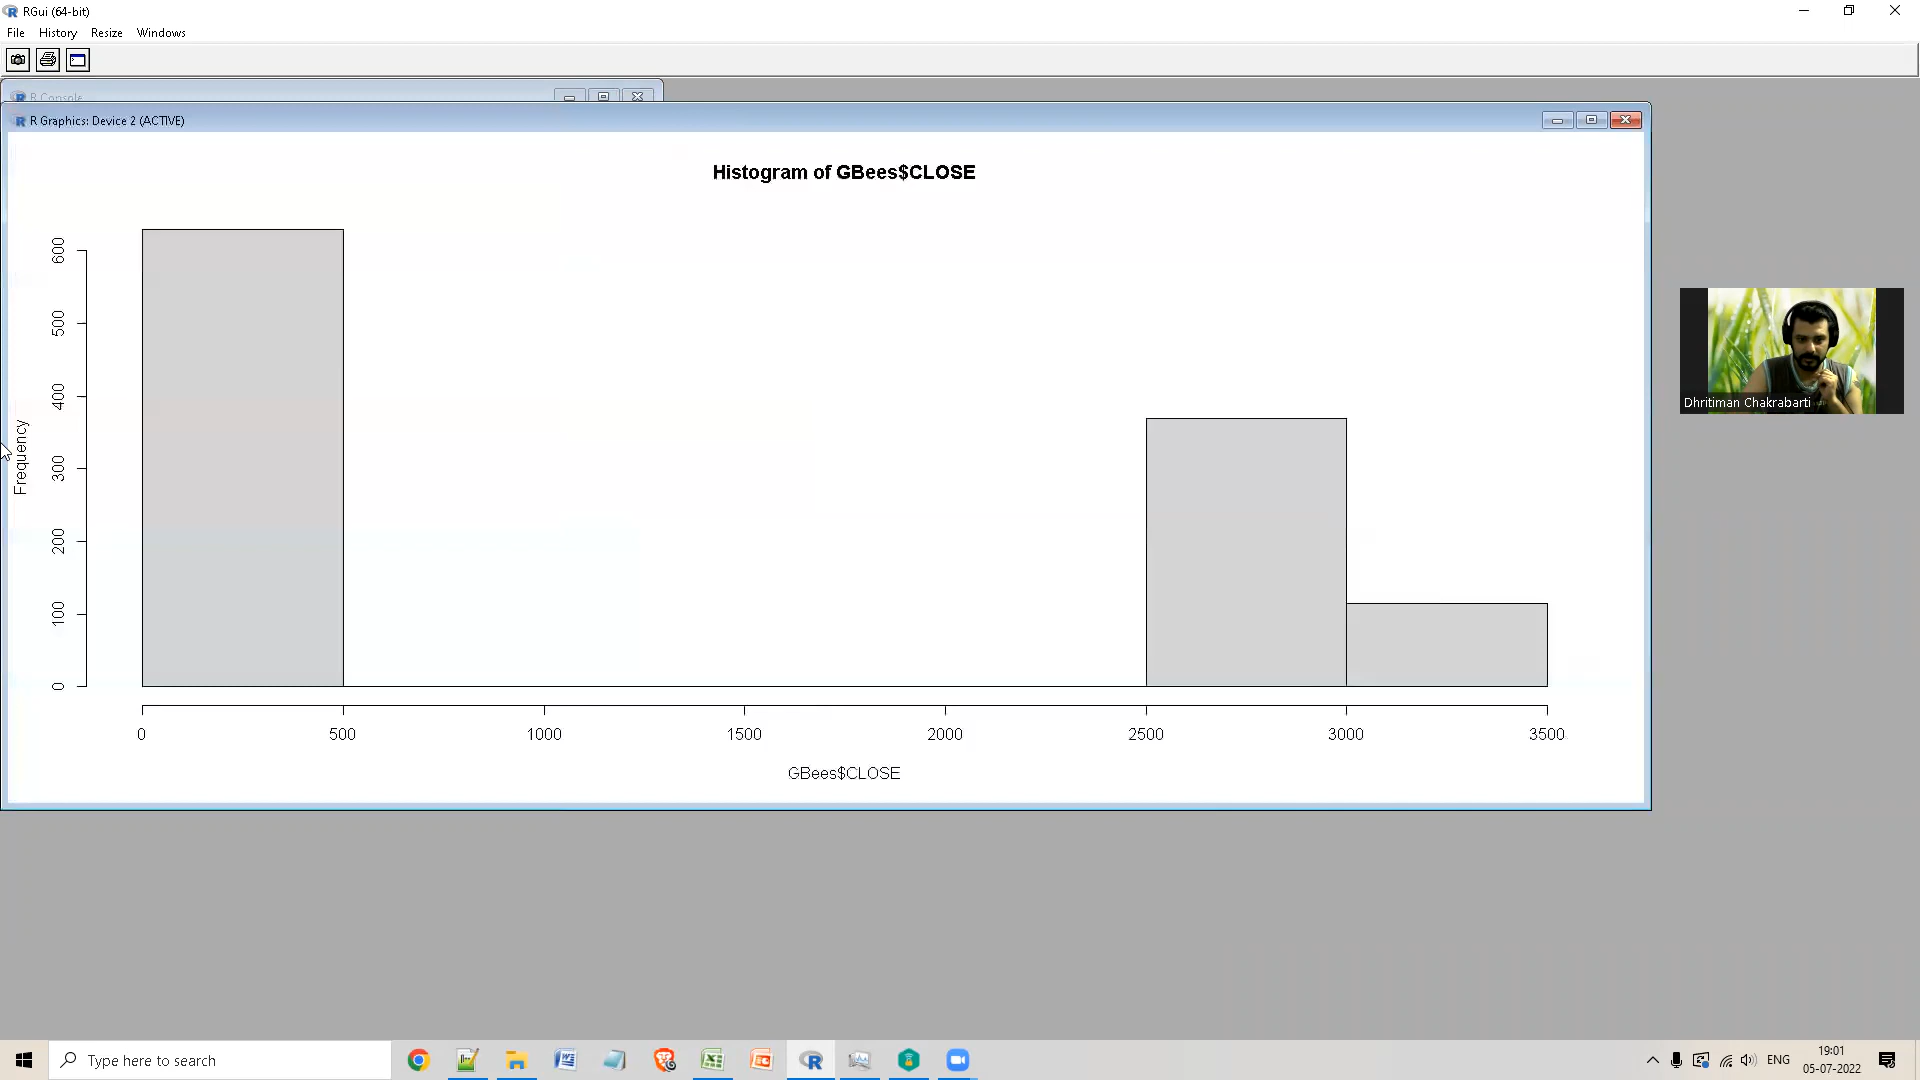 RGui (64-bit)
File History Resize Windows
R Console
R Graphics: Device 2 (ACTIVE)
Histogram of GBees$CLOSE
Frequency
600
500
400
300
200
100
0
0 500 1000 1500 2000 2500 3000 3500
GBees$CLOSE
Dhritiman Chakrabarti
Type here to search
ENG
19:01
05-07-2022